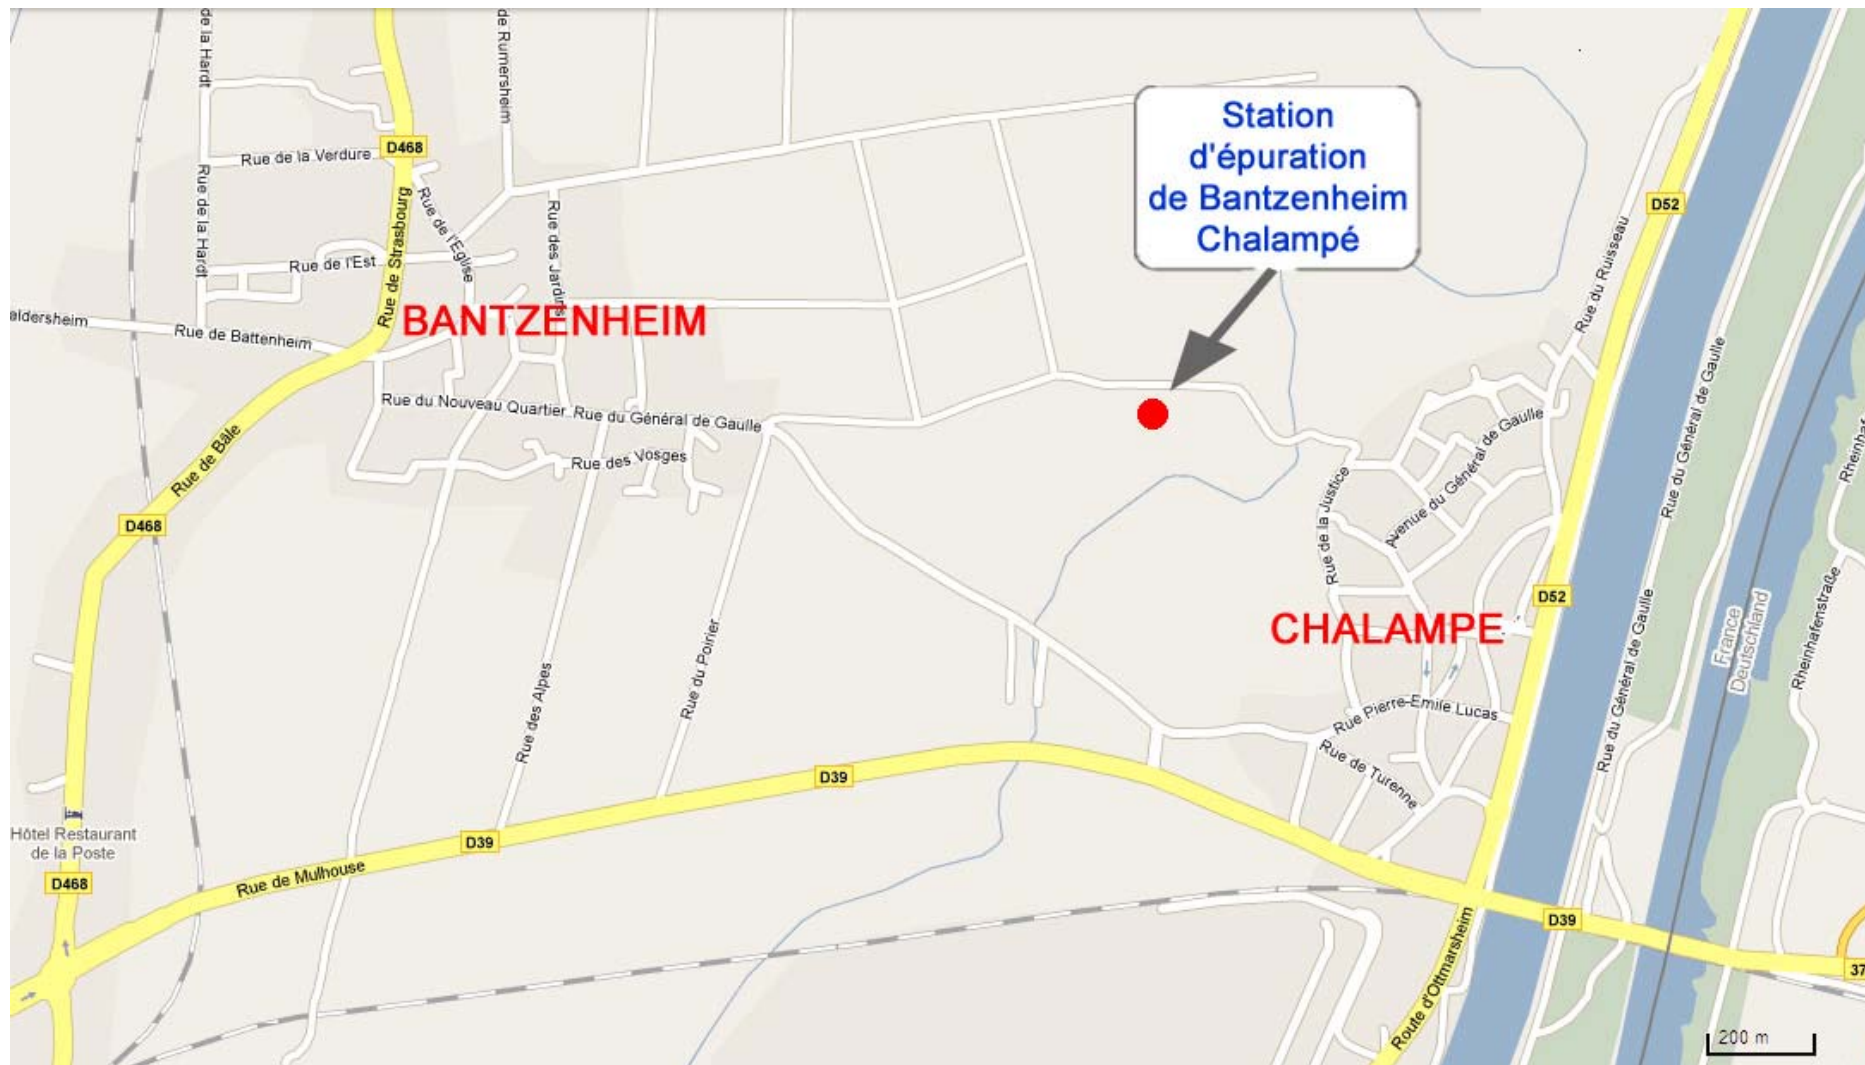 de la Hardt
de Rumersheim
Station
d'épuration
de Bantzenheim
Chalampé
D468
Rue de la Verdure
Rue de la Hardt
Rue de Strasbourg
Rue de l'Eglise
Rue des Jardins
D52
Rue du Ruisseau
Rue de l'Est
eldersheim
Rue de Battenheim
BANTZENHEIM
Rue du Nouveau Quartier
Rue du Général de Gaulle
Rue des Vosges
Rue de Bâle
D468
Rue du Général de Gaulle
Avenue du Général de Gaulle
Rue de la Justice
Rheinhaf
D52
CHALAMPE
France
Deutschland
Rheinhafenstraße
Rue du Général de Gaulle
Rue des Alpes
Rue du Poirier
Rue Pierre-Emile Lucas
Rue de Turenne
D39
Hôtel Restaurant
de la Poste
D39
D468
Rue de Mulhouse
D39
37
Route d'Ottmarsheim
200 m